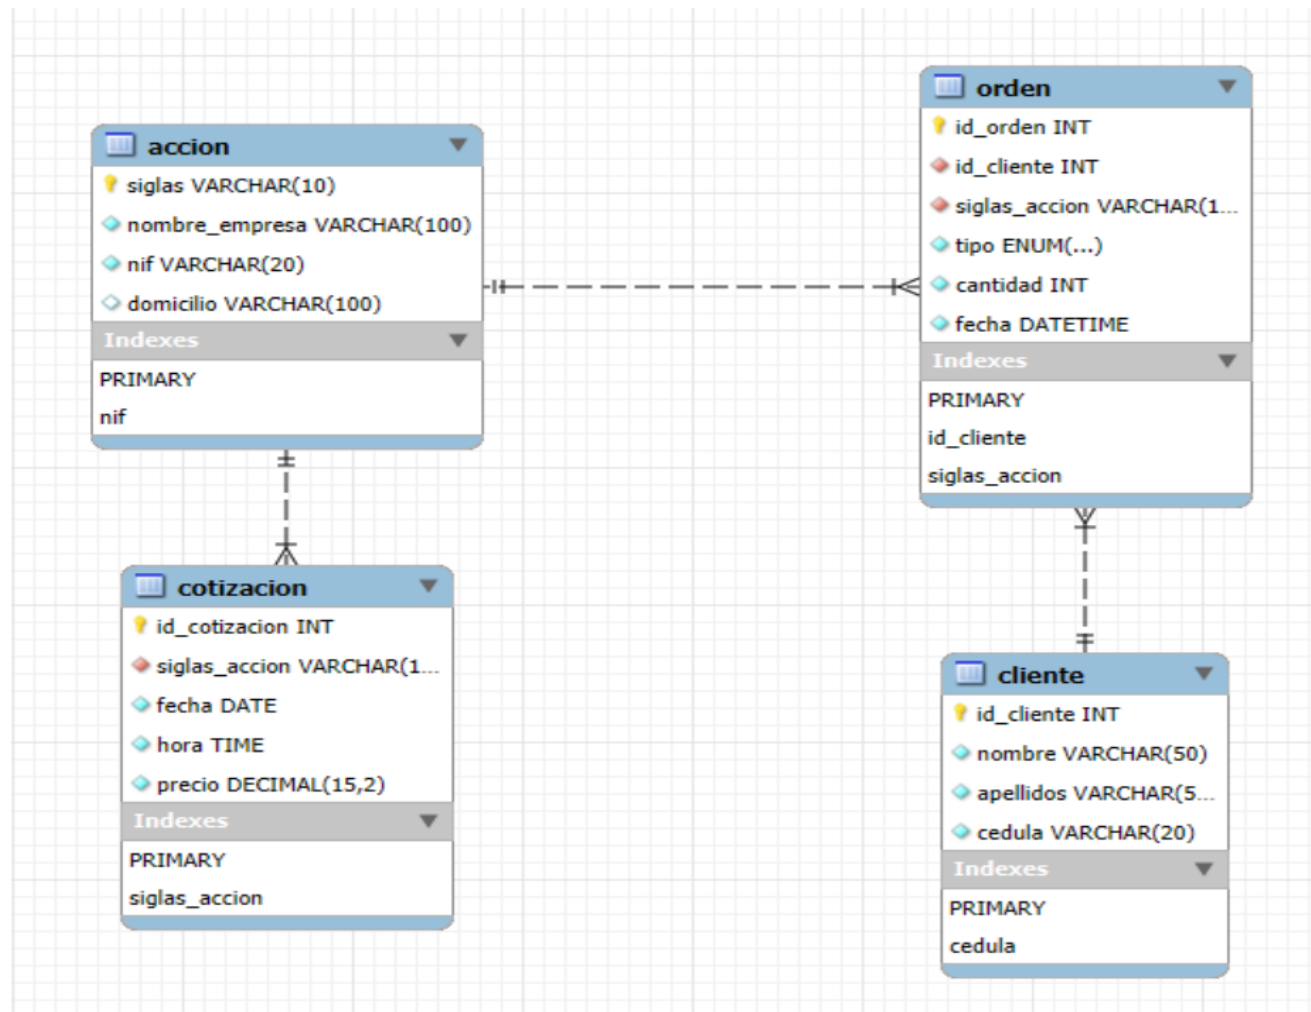 accion
siglas VARCHAR(10)
nombre_empresa VARCHAR(100)
nif VARCHAR(20)
domicilio VARCHAR(100)
Indexes
PRIMARY
nif
cotizacion
id_cotizacion INT
siglas_accion VARCHAR(1...
fecha DATE
hora TIME
precio DECIMAL(15,2)
Indexes
PRIMARY
siglas_accion
orden
id_orden INT
id_cliente INT
siglas_accion VARCHAR(1...
tipo ENUM(...)
cantidad INT
fecha DATETIME
Indexes
PRIMARY
id_cliente
siglas_accion
cliente
id_cliente INT
nombre VARCHAR(50)
apellidos VARCHAR(5...
cedula VARCHAR(20)
Indexes
PRIMARY
cedula